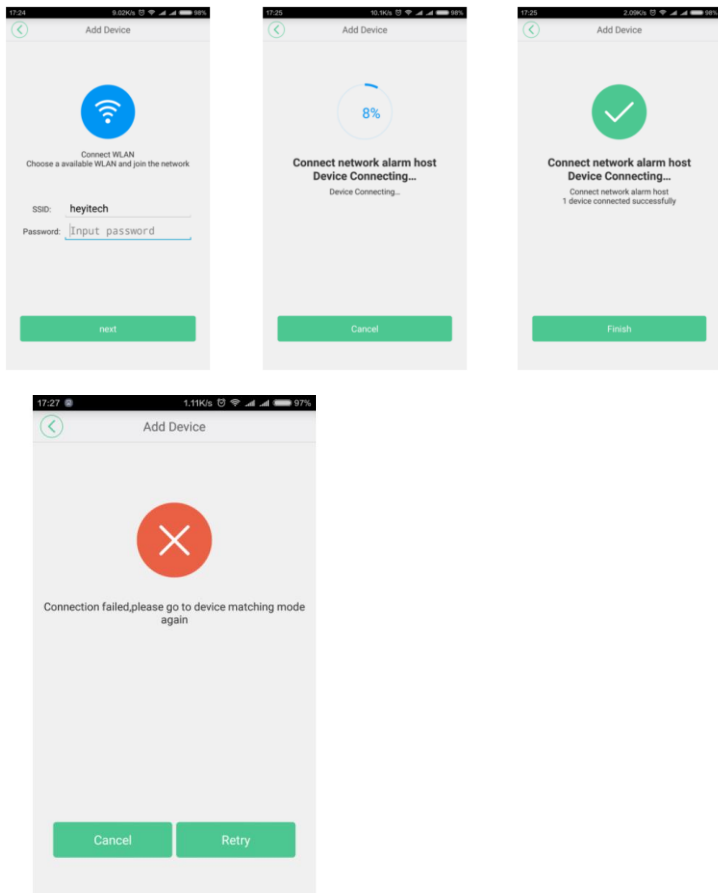 17:24
9.02K/s
98%
Add Device
Connect WLAN
Choose a available WLAN and join the network
SSID:
heyitech
Password:
Input password
next
17:25
10.1K/s
98%
Add Device
8%
Connect network alarm host
Device Connecting...
Device Connecting...
Cancel
17:25
2.09K/s
98%
Add Device
Connect network alarm host
Device Connecting...
Connect network alarm host
1 device connected successfully
Finish
17:27
1.11K/s
97%
Add Device
Connection failed,please go to device matching mode
again
Cancel
Retry